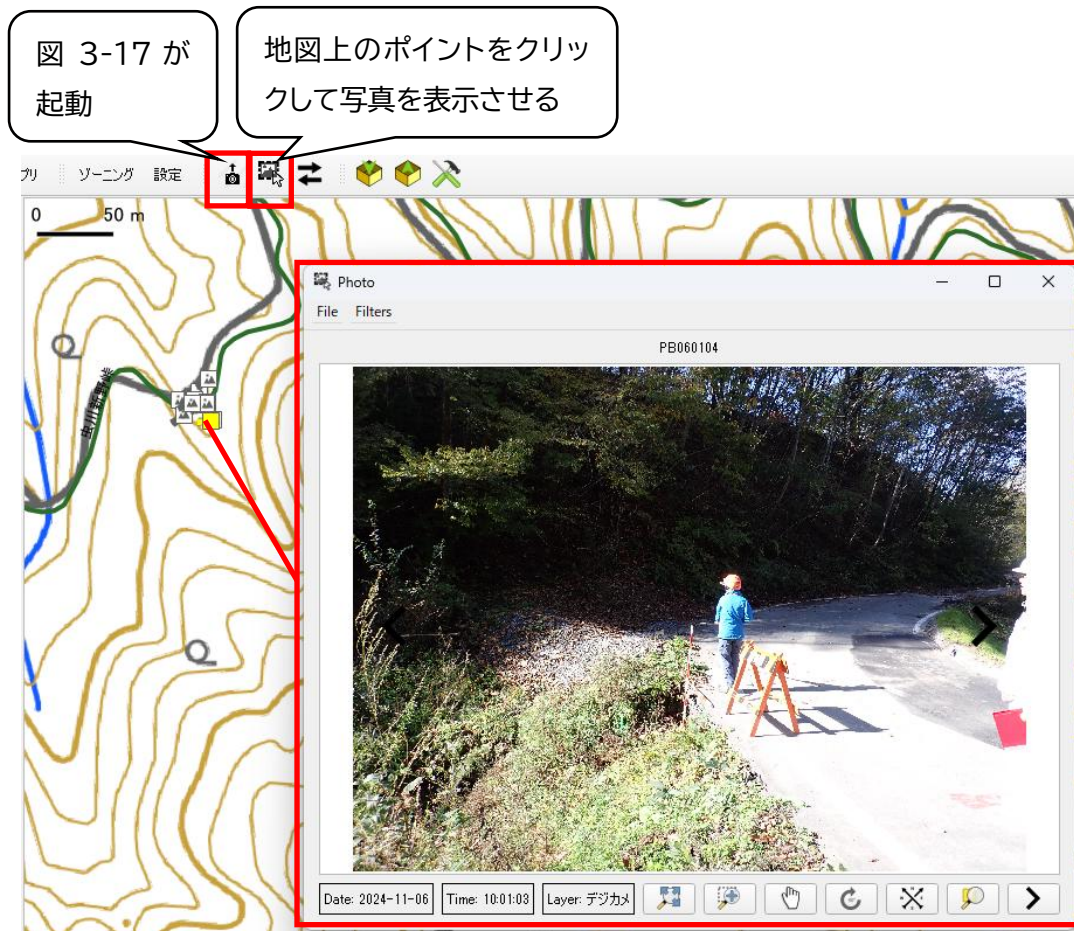 図 3-17 が
起動
地図上のポイントをクリッ
クして写真を表示させる
プリ ゾーニング 設定
0 50 m
Photo
File Filters
PB060104
Date: 2024-11-06 Time: 10:01:03 Layer: デジカメ